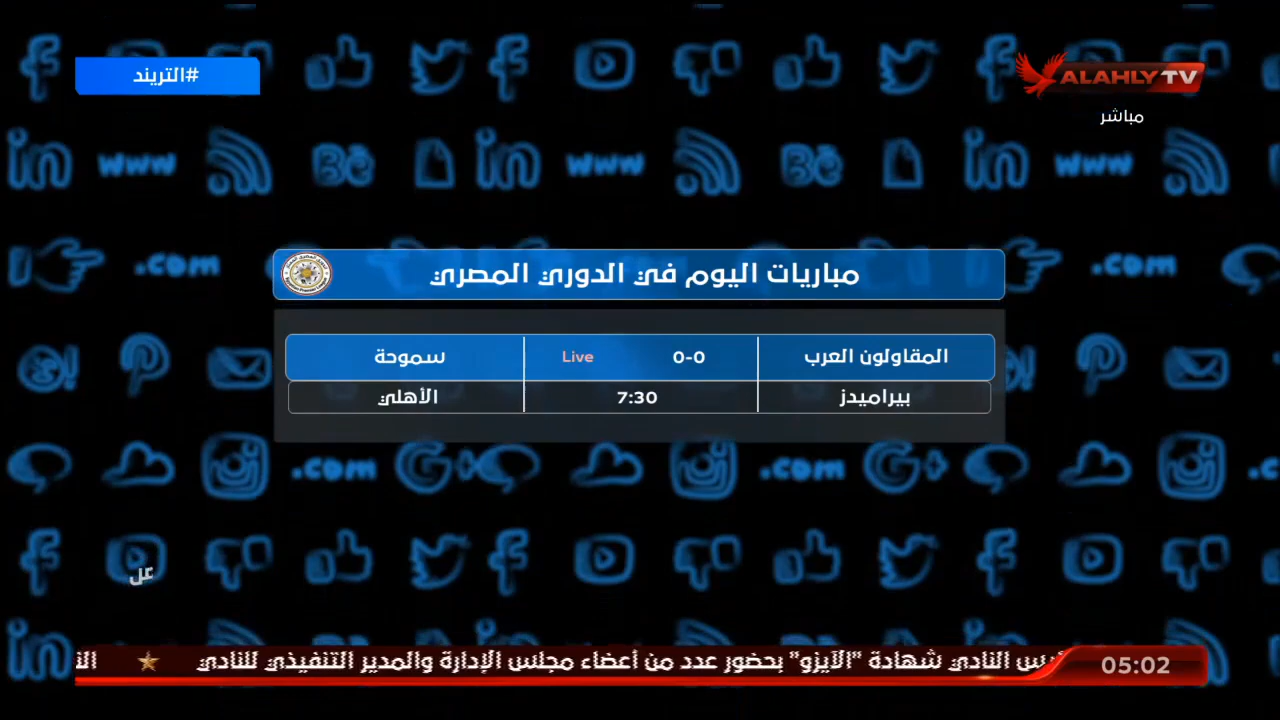 #التريند
ALAHLY TV
مباشر
مباريات اليوم في الدوري المصري
المقاولون العرب 0-0 Live سموحة
بيراميدز 7:30 الأهلي
النادي شهادة "الآيزو" بحضور عدد من أعضاء مجلس الإدارة والمدير التنفيذي للنادي
05:02